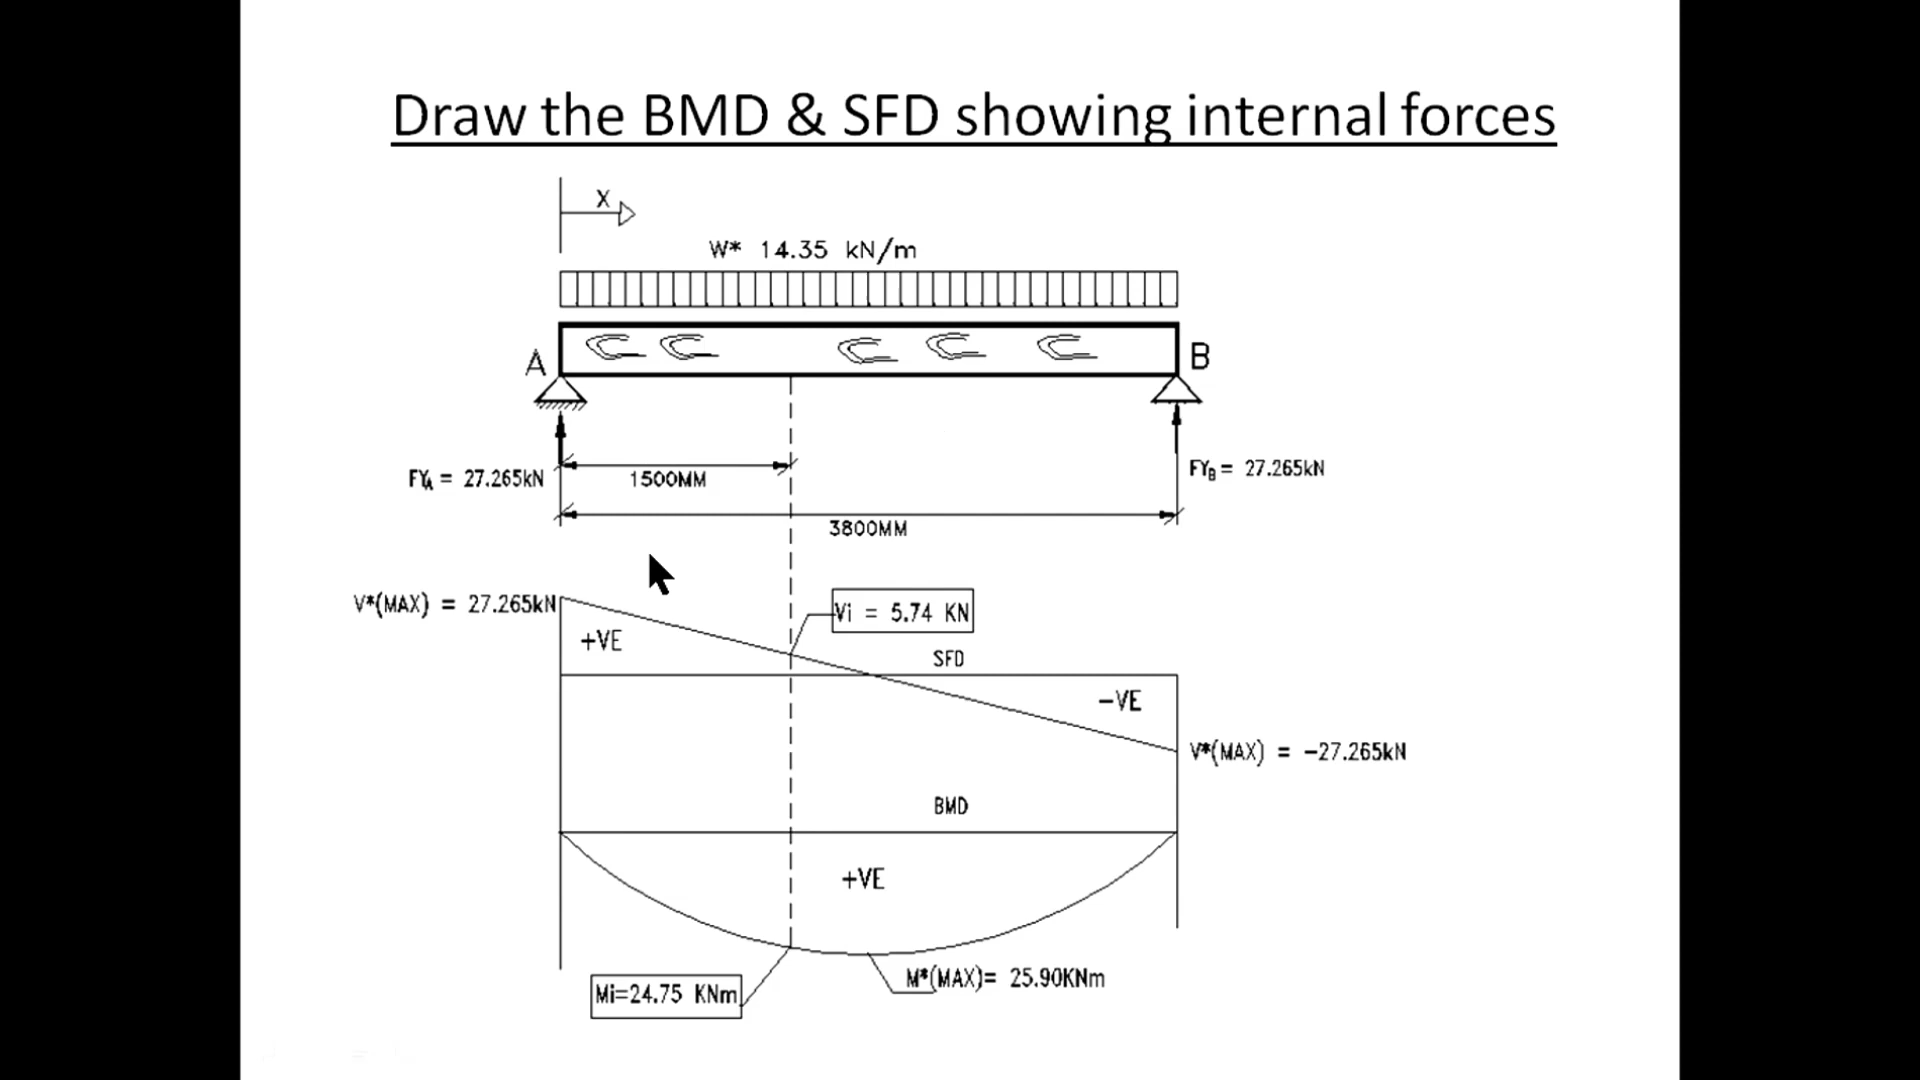 Draw the BMD & SFD showing internal forces
X
W* 14.35 kN/m
A
B
FYA = 27.265kN
1500MM
FYB = 27.265kN
3800MM
V*(MAX) = 27.265kN
Vi = 5.74 KN
+VE
SFD
-VE
V*(MAX) = -27.265kN
BMD
+VE
M*(MAX)= 25.90KNm
Mi=24.75 KNm